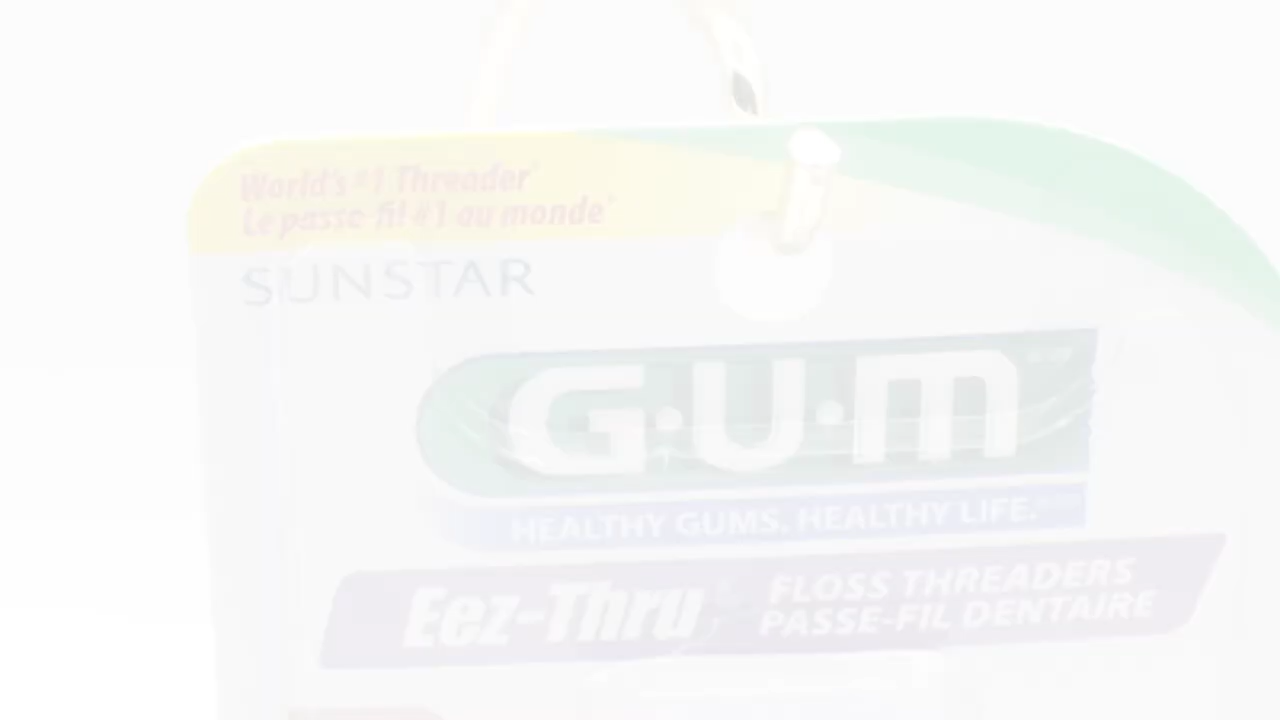 World's #1 Threader*
Le passe-fil #1 au monde*
SUNSTAR
G·U·M
HEALTHY GUMS. HEALTHY LIFE.
Eez-Thru
FLOSS THREADERS
PASSE-FIL DENTAIRE